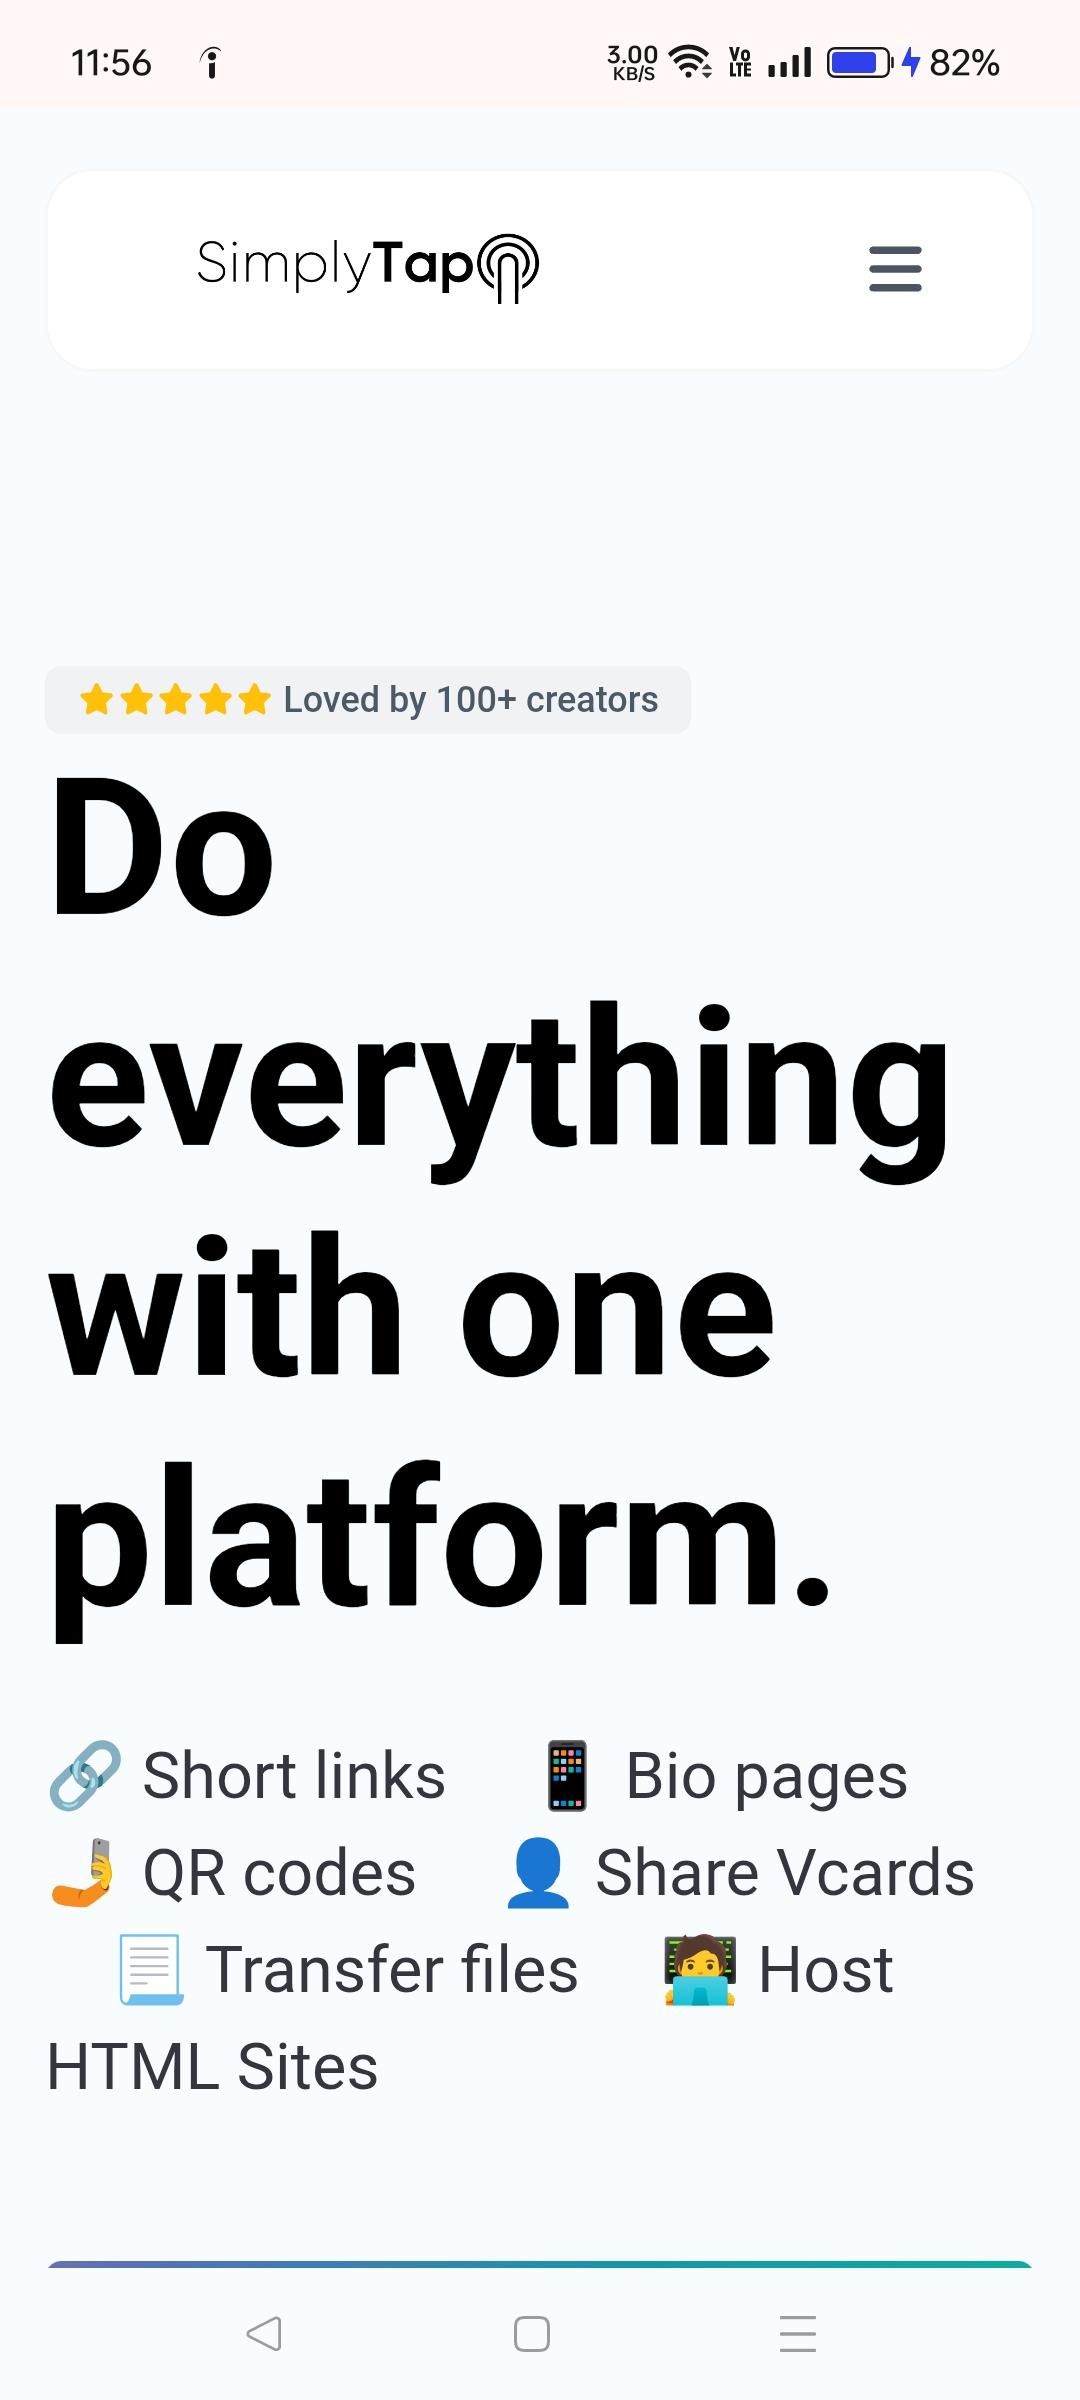 11:56 3.00 KB/S Vo LTE 82%
SimplyTap
Loved by 100+ creators
Do
everything
with one
platform.
Short links Bio pages
QR codes Share Vcards
Transfer files Host
HTML Sites